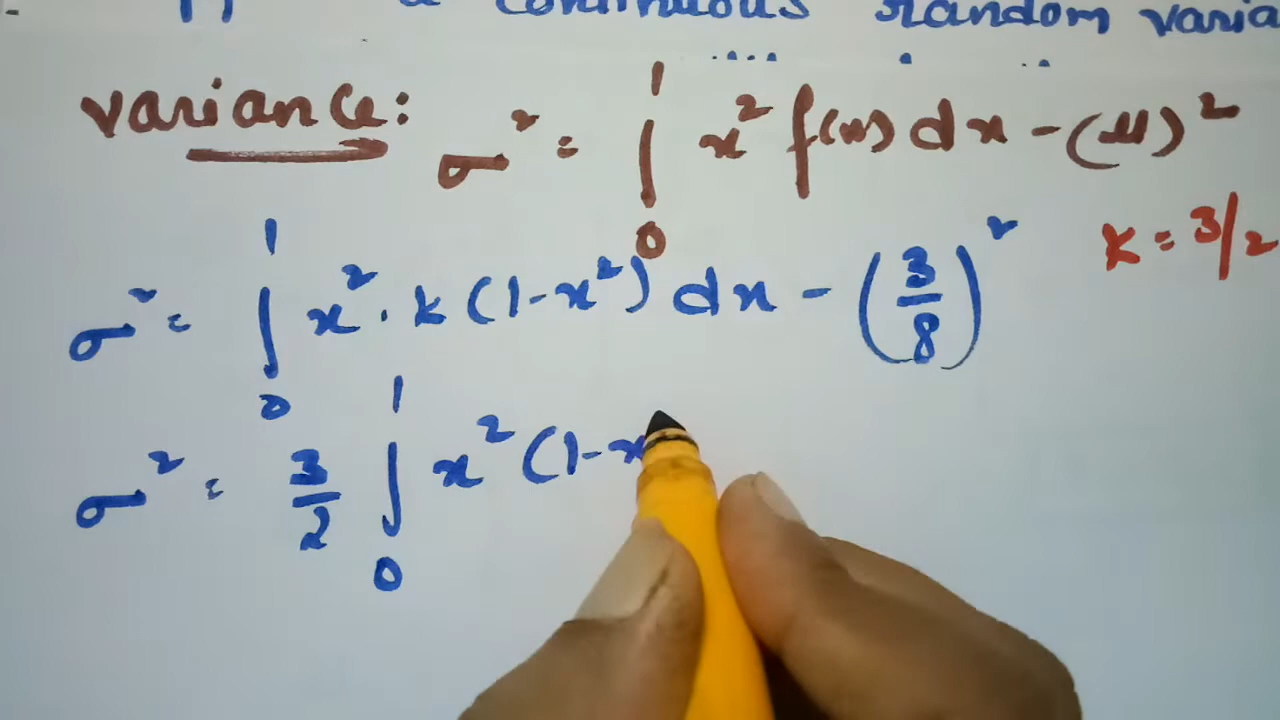 a continuous random varia
variance: σ² = ∫₀¹ x² f(x) dx - (μ)²
k = 3/2
σ² = ∫₀¹ x² . k (1-x²) dx - (3/8)²
σ² = 3/2 ∫₀¹ x² (1-x